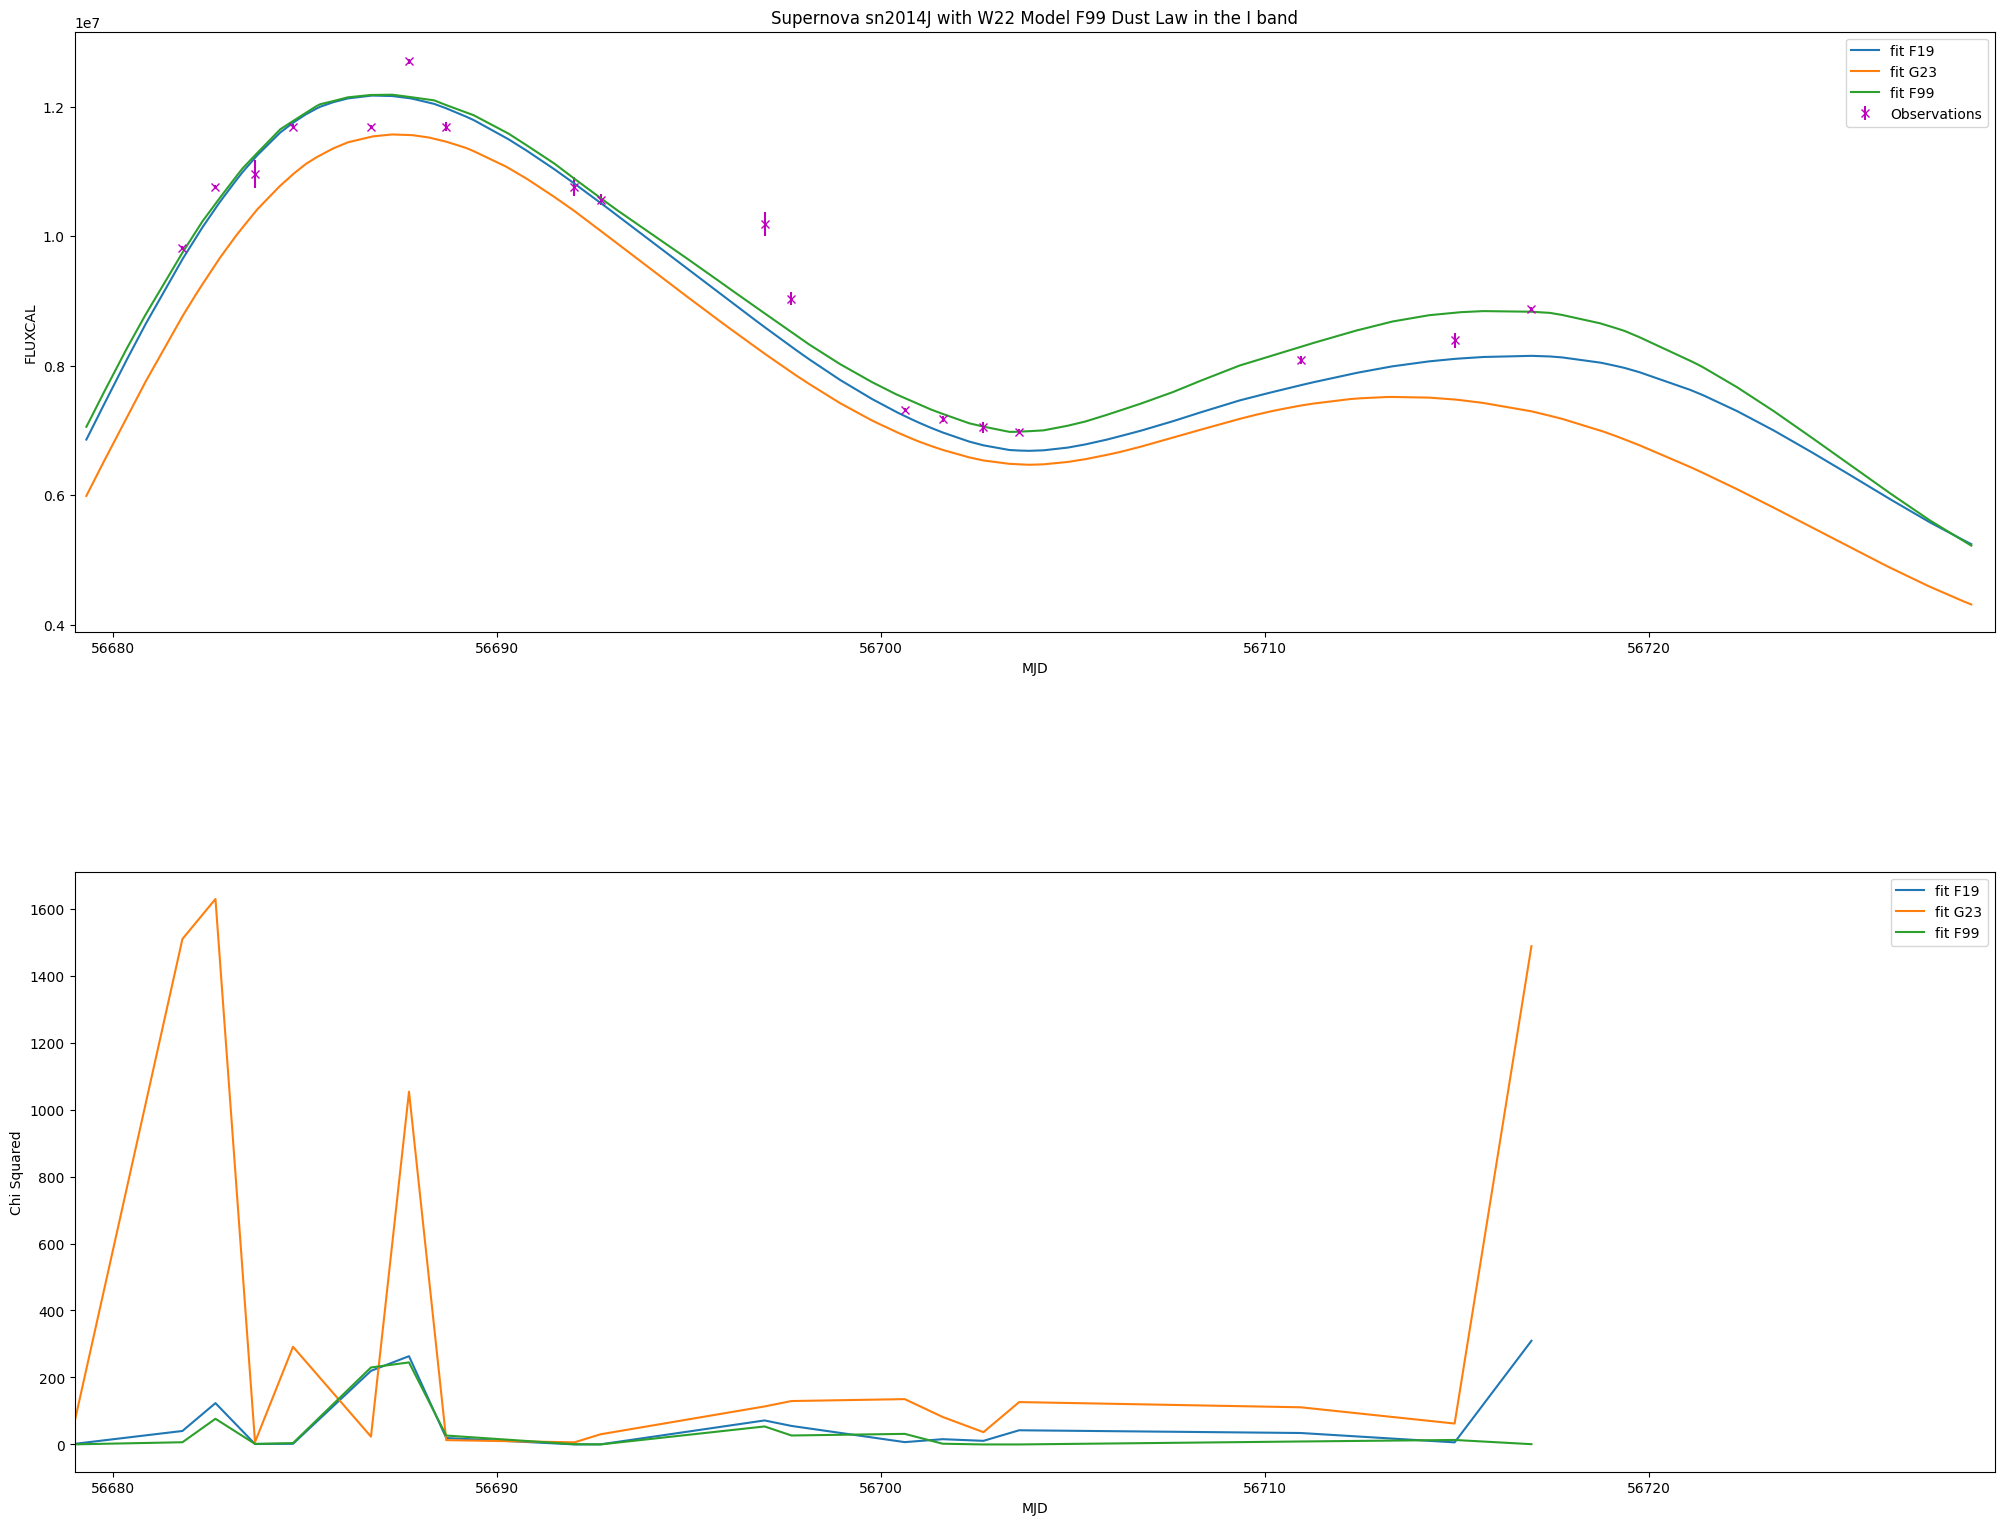 Supernova sn2014J with W22 Model F99 Dust Law in the I band
1e7
fit F19
fit G23
fit F99
Observations
1.2
1.0
0.8
0.6
0.4
FLUXCAL
56680
56690
56700
56710
56720
MJD
fit F19
fit G23
fit F99
1600
1400
1200
1000
800
600
400
200
0
Chi Squared
56680
56690
56700
56710
56720
MJD